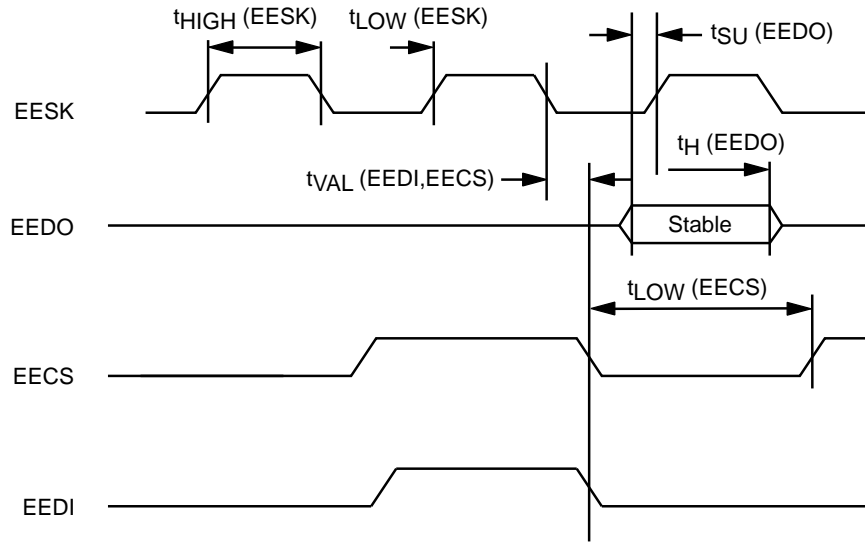 tHIGH (EESK)
tLOW (EESK)
tSU (EEDO)
EESK
tH (EEDO)
tVAL (EEDI,EECS)
EEDO
Stable
tLOW (EECS)
EECS
EEDI